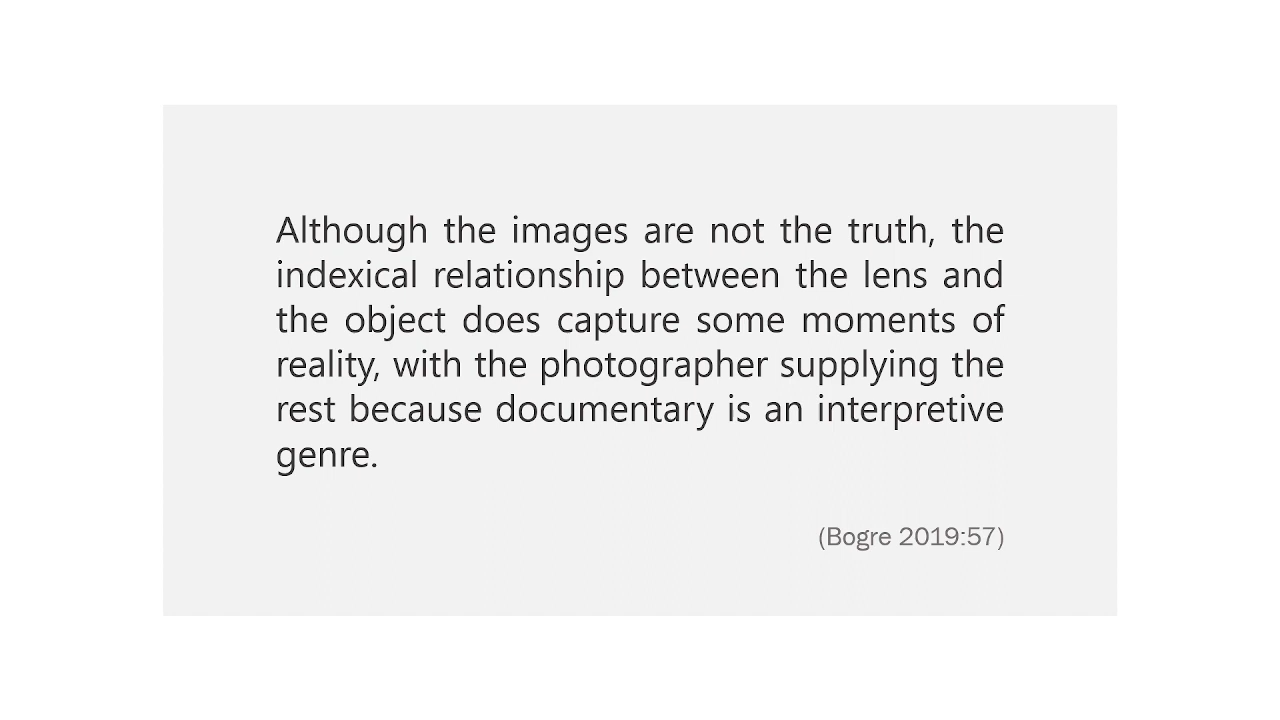 Although the images are not the truth, the
indexical relationship between the lens and
the object does capture some moments of
reality, with the photographer supplying the
rest because documentary is an interpretive
genre.
(Bogre 2019:57)